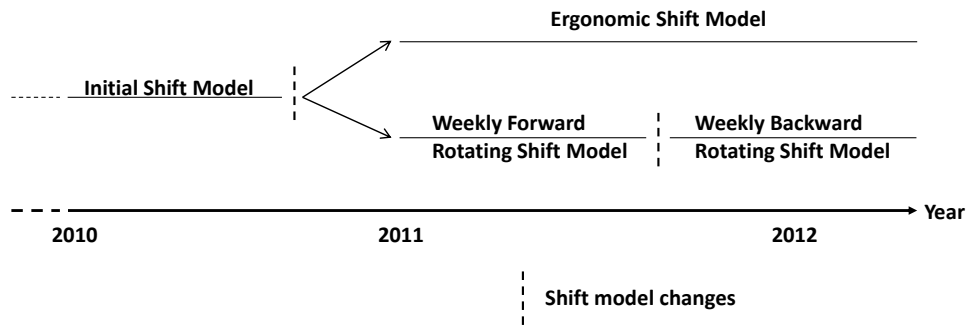 Ergonomic Shift Model
Initial Shift Model
Weekly Forward
Rotating Shift Model
Weekly Backward
Rotating Shift Model
Year
2010
2011
2012
Shift model changes